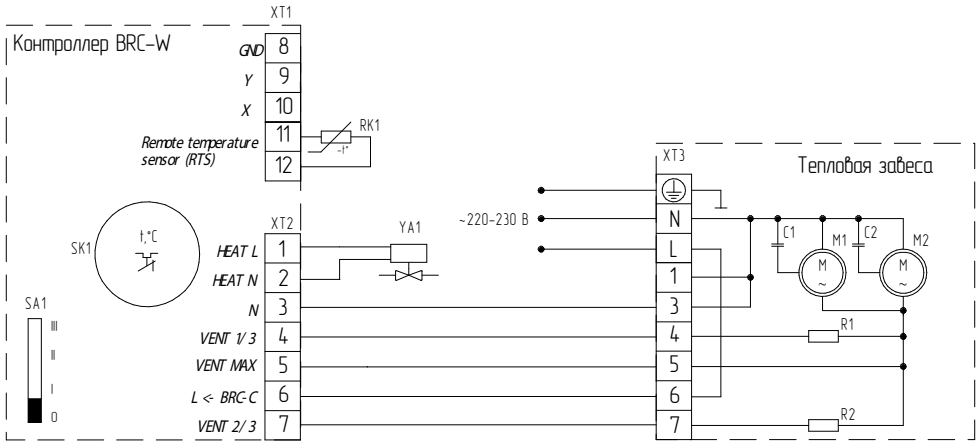 XT1
Контроллер BRC-W
GND 8
Y 9
X 10
Remote temperature
sensor (RTS)
11
12
RK1
-t°
XT3
Тепловая завеса
~220-230 В
N
L
1
3
4
5
6
7
C1
M1
C2
M2
M
~
M
~
R1
R2
SK1
t,°C
XT2
YA1
HEAT L 1
HEAT N 2
N 3
VENT 1/3 4
VENT MAX 5
L <- BRC-C 6
VENT 2/3 7
SA1
III
II
I
0